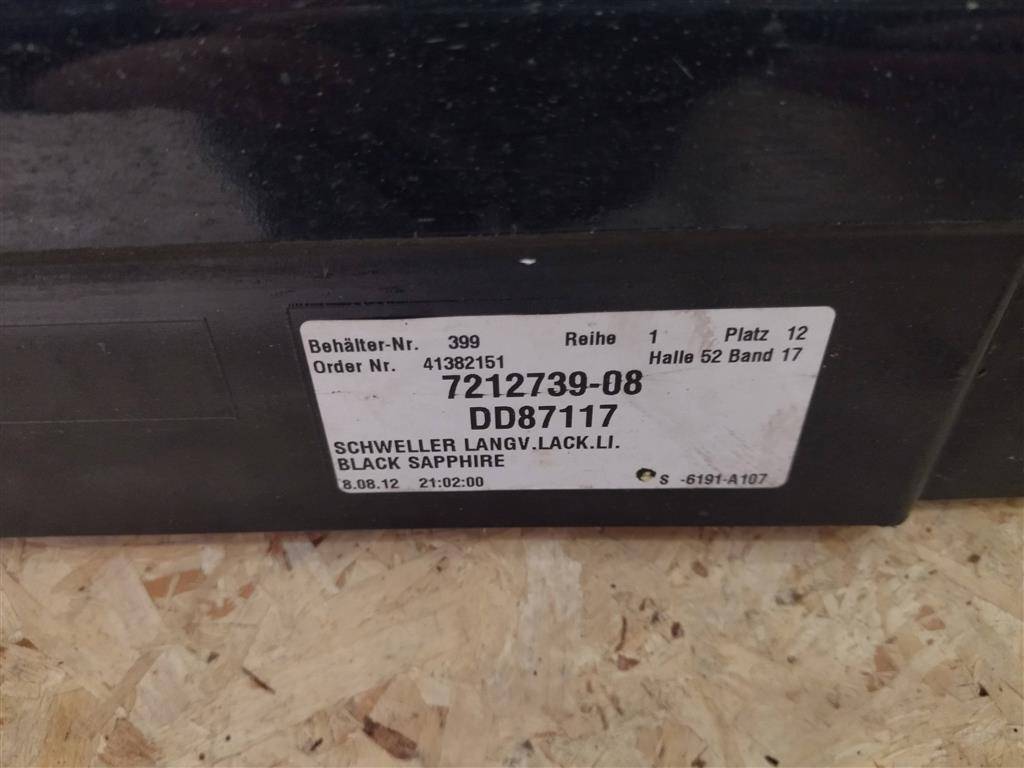 Behälter-Nr. 399 Reihe 1 Platz 12
Order Nr. 41382151 Halle 52 Band 17
7212739-08
DD87117
SCHWELLER LANGV.LACK.LI.
BLACK SAPPHIRE
8.08.12 21:02:00 S -6191-A107